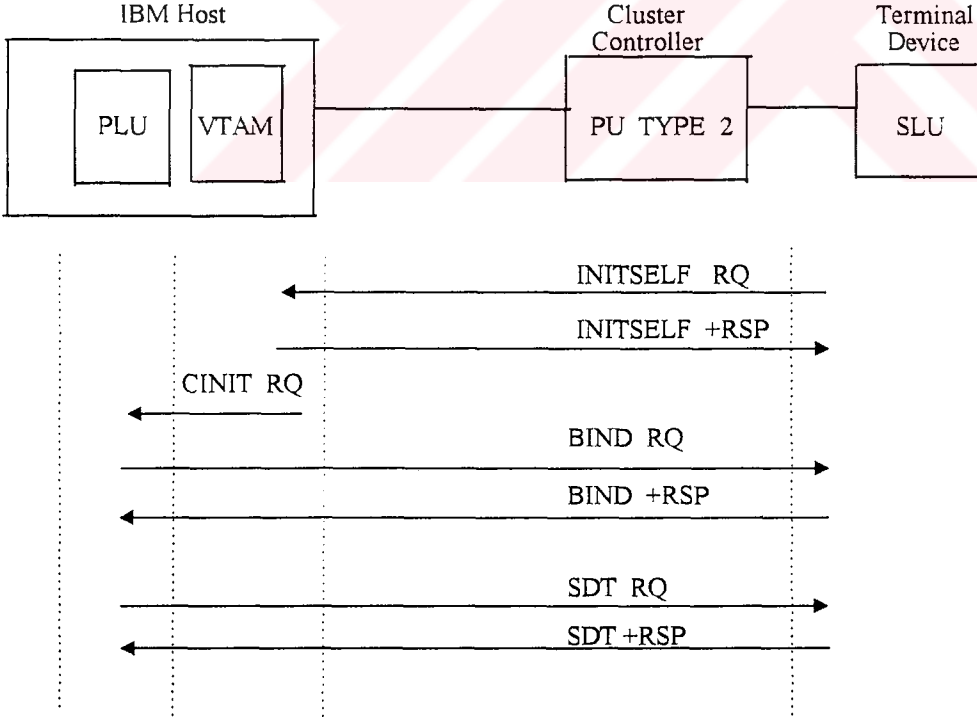 IBM Host
Cluster
Controller
Terminal
Device
PLU
VTAM
PU TYPE 2
SLU
INITSELF RQ
INITSELF +RSP
CINIT RQ
BIND RQ
BIND +RSP
SDT RQ
SDT +RSP